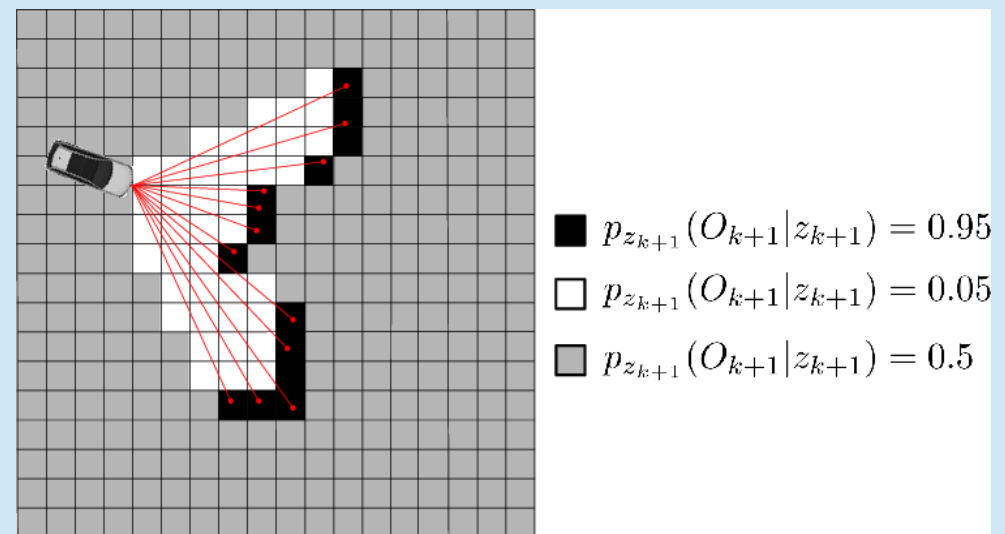 p_{z_{k+1}}(O_{k+1}|z_{k+1}) = 0.95
p_{z_{k+1}}(O_{k+1}|z_{k+1}) = 0.05
p_{z_{k+1}}(O_{k+1}|z_{k+1}) = 0.5